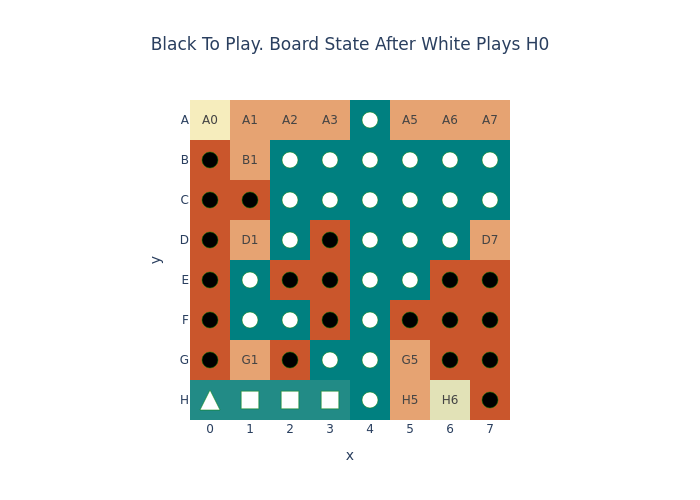 Black To Play. Board State After White Plays H0
A A0 A1 A2 A3 A5 A6 A7
B B1
C
D D1 D7
E
F
G G1 G5
H H5 H6
0 1 2 3 4 5 6 7
x
y